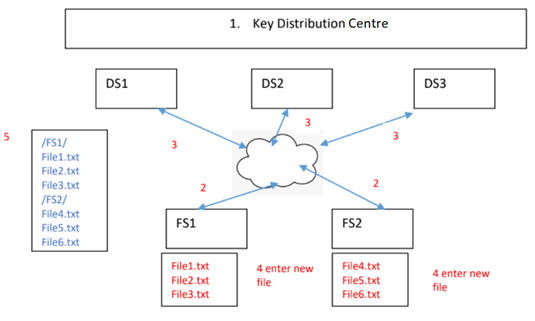 1. Key Distribution Centre
DS1
DS2
DS3
3
3
3
5
/FS1/
File1.txt
File2.txt
File3.txt
/FS2/
File4.txt
File5.txt
File6.txt
2
2
FS1
FS2
File1.txt
File2.txt
File3.txt
4 enter new
file
File4.txt
File5.txt
File6.txt
4 enter new
file